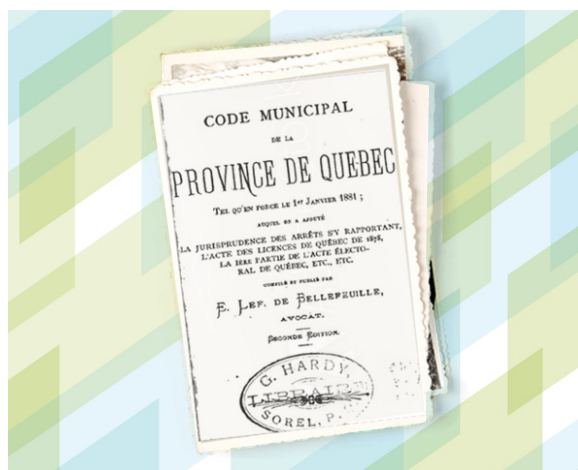 CODE MUNICIPAL
DE LA
PROVINCE DE QUEBEC
TEL QU'EN FORCE LE 1er JANVIER 1881 ;
AUQUEL ON A AJOUTÉ
LA JURISPRUDENCE DES ARRÊTS S'Y RAPPORTANT,
L'ACTE DES LICENCES DE QUÉBEC DE 1878,
LA 1ÈRE PARTIE DE L'ACTE ÉLECTO-
RAL DE QUÉBEC, ETC., ETC.
COMPILÉ ET PUBLIÉ PAR
E. LEF. DE BELLEFEUILLE,
AVOCAT.
SECONDE EDITION.
G. HARDY,
LIBRAIRE
SOREL, P.